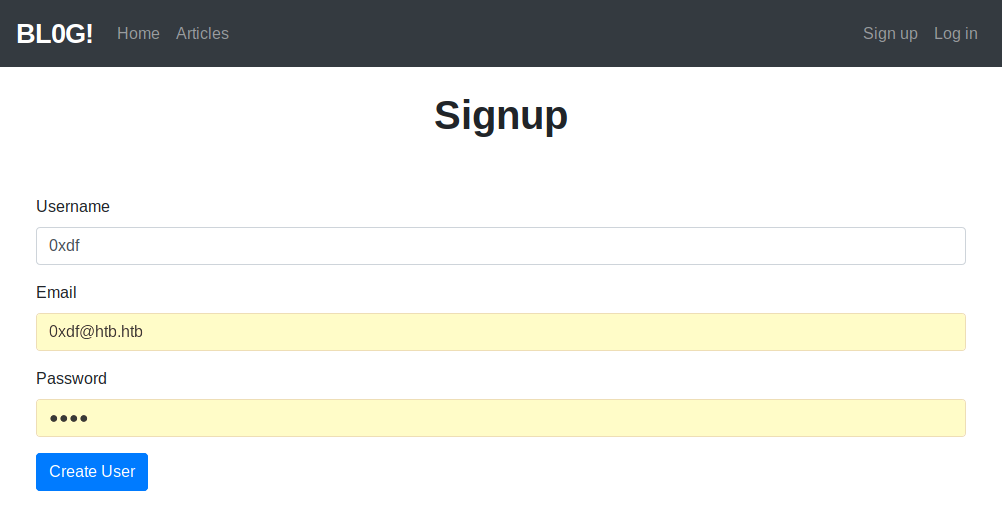 BL0G! Home Articles Sign up Log in
Signup
Username
0xdf
Email
0xdf@htb.htb
Password
●●●●
Create User